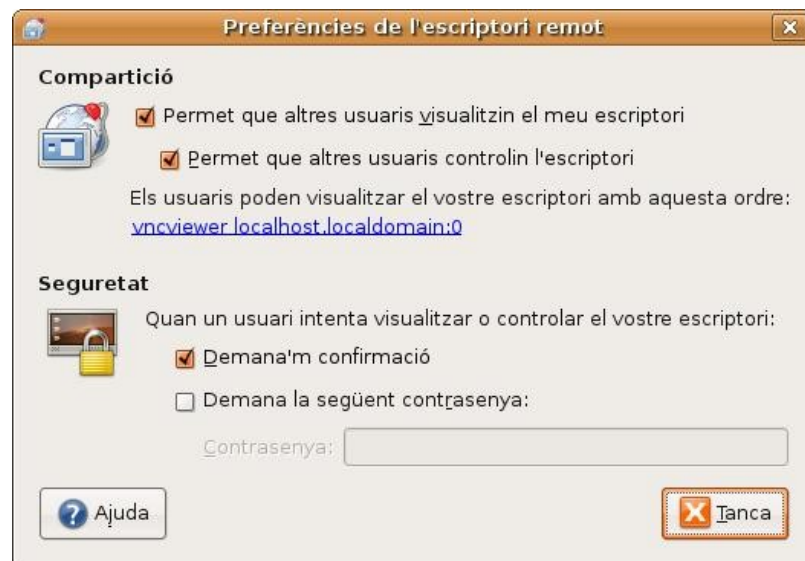 Preferències de l'escriptori remot
Compartició
Permet que altres usuaris visualitzin el meu escriptori
Permet que altres usuaris controlin l'escriptori
Els usuaris poden visualitzar el vostre escriptori amb aquesta ordre:
vncviewer localhost.localdomain:0
Seguretat
Quan un usuari intenta visualitzar o controlar el vostre escriptori:
Demana'm confirmació
Demana la següent contrasenya:
Contrasenya:
Ajuda
Tanca